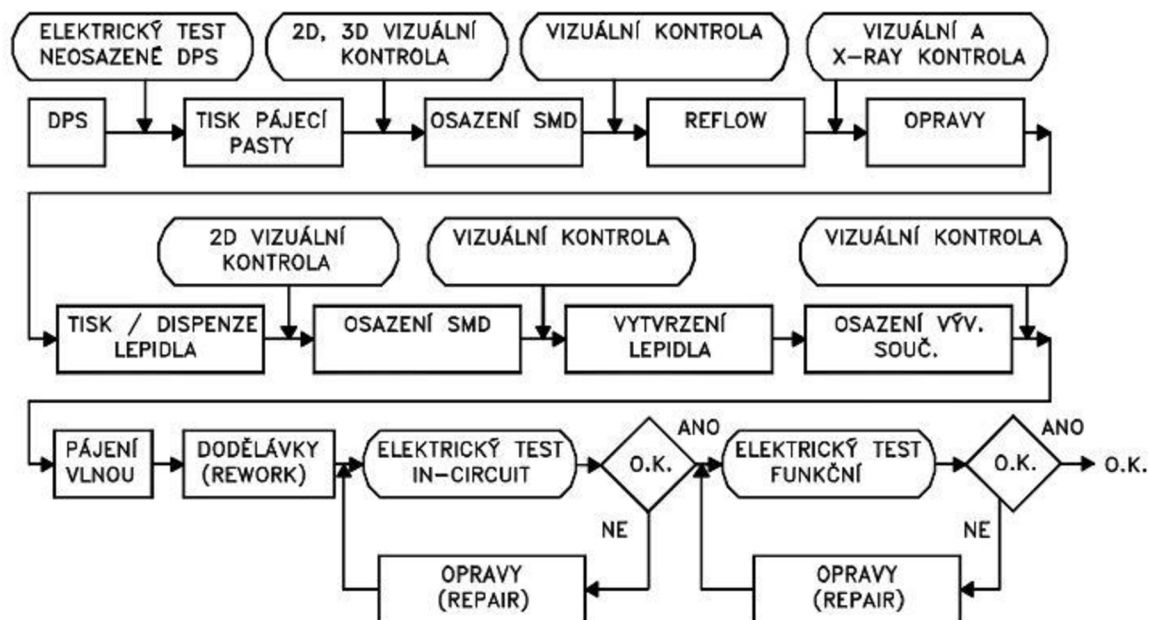 ELEKTRICKÝ TEST
NEOSAZENÉ DPS
2D, 3D VIZUÁLNÍ
KONTROLA
VIZUÁLNÍ KONTROLA
VIZUÁLNÍ A
X-RAY KONTROLA
DPS
TISK PÁJECÍ
PASTY
OSAZENÍ SMD
REFLOW
OPRAVY
2D VIZUÁLNÍ
KONTROLA
VIZUÁLNÍ KONTROLA
VIZUÁLNÍ KONTROLA
TISK / DISPENZE
LEPIDLA
OSAZENÍ SMD
VYTVRZENÍ
LEPIDLA
OSAZENÍ VÝV.
SOUČ.
PÁJENÍ
VLNOU
DODĚLÁVKY
(REWORK)
ELEKTRICKÝ TEST
IN-CIRCUIT
O.K.
ANO
NE
OPRAVY
(REPAIR)
ELEKTRICKÝ TEST
FUNKČNÍ
O.K.
ANO
O.K.
NE
OPRAVY
(REPAIR)